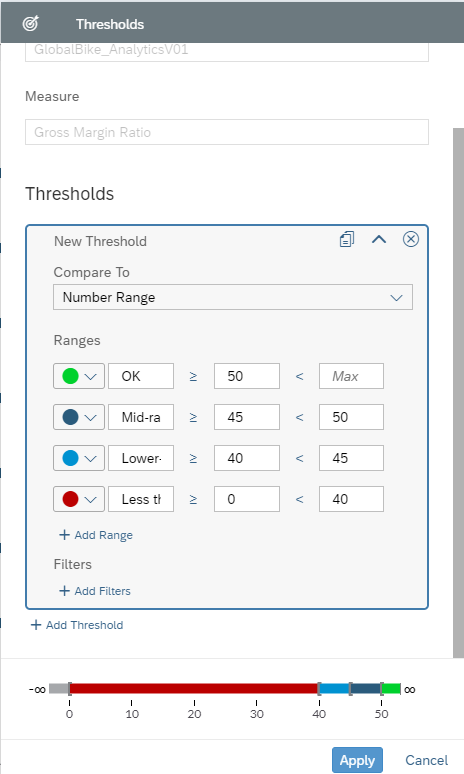 Thresholds
GlobalBike_AnalyticsV01
Measure
Gross Margin Ratio
Thresholds
New Threshold
Compare To
Number Range
Ranges
OK ≥ 50 < Max
Mid-ra ≥ 45 < 50
Lower- ≥ 40 < 45
Less th ≥ 0 < 40
+ Add Range
Filters
+ Add Filters
+ Add Threshold
-∞ ∞
0 10 20 30 40 50
Apply Cancel